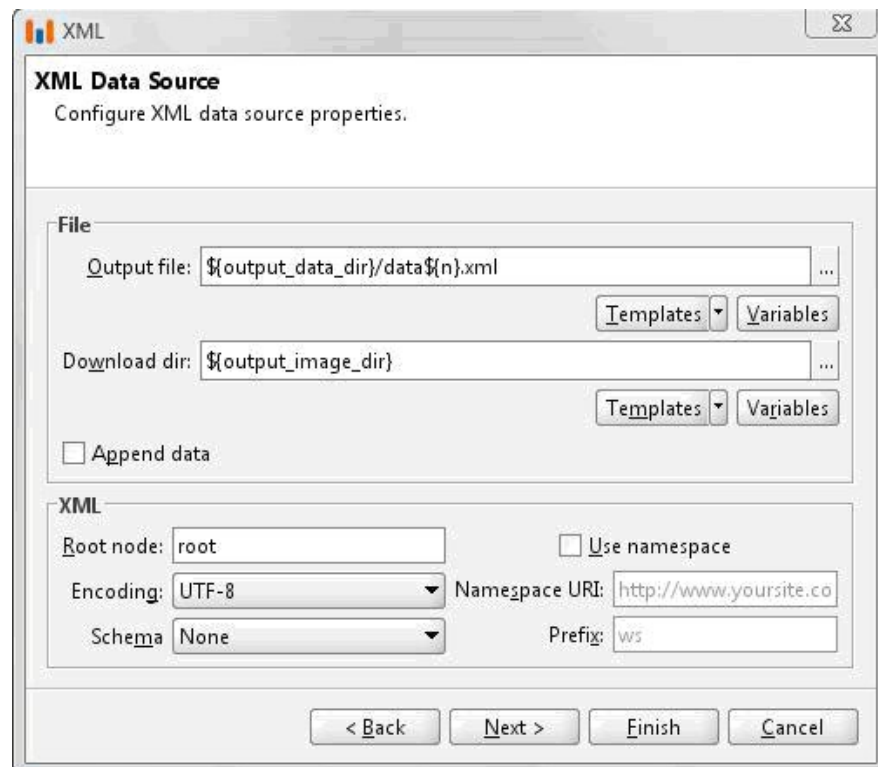 XML
XML Data Source
Configure XML data source properties.
File
Output file: ${output_data_dir}/data${n}.xml ...
Templates Variables
Download dir: ${output_image_dir} ...
Templates Variables
Append data
XML
Root node: root Use namespace
Encoding: UTF-8 Namespace URI: http://www.yoursite.co
Schema None Prefix: ws
< Back Next > Finish Cancel